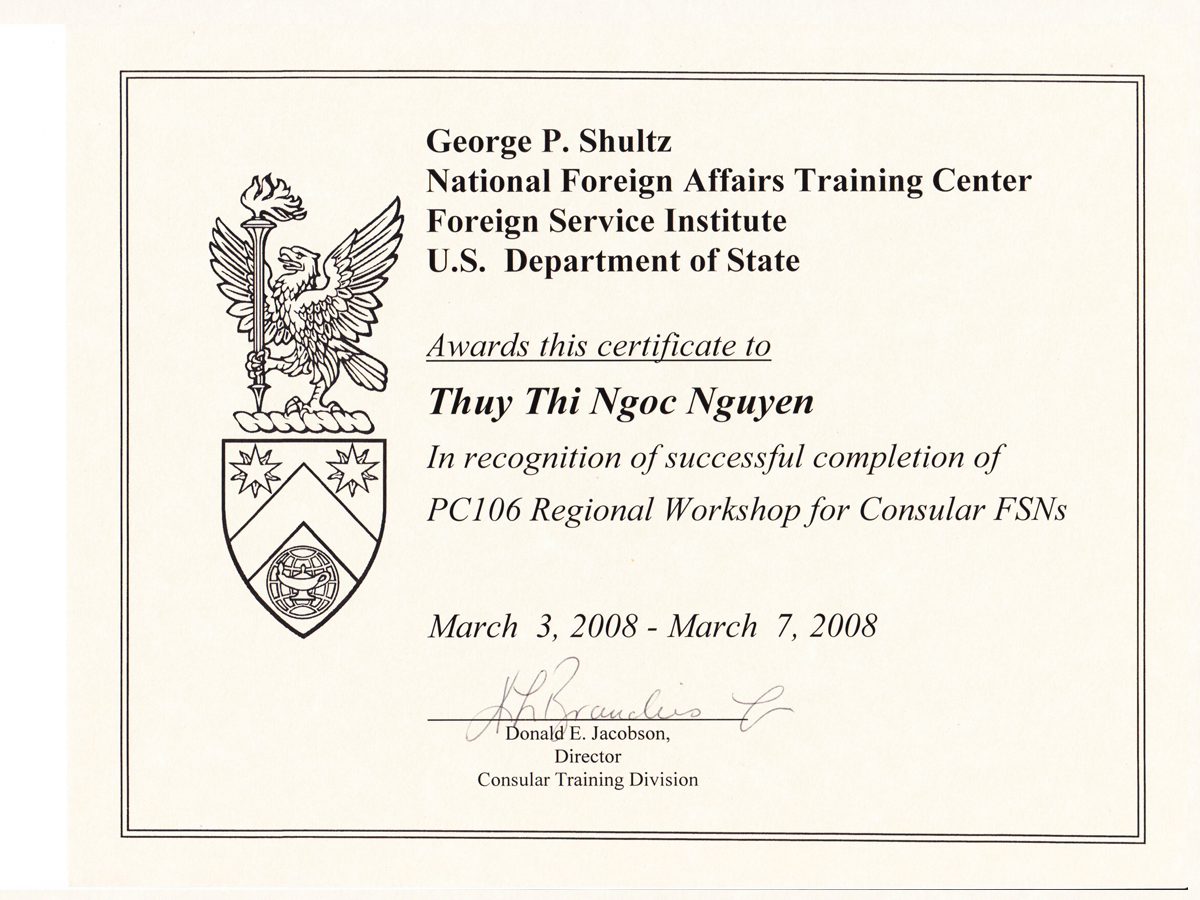 George P. Shultz
National Foreign Affairs Training Center
Foreign Service Institute
U.S. Department of State
Awards this certificate to
Thuy Thi Ngoc Nguyen
In recognition of successful completion of
PC106 Regional Workshop for Consular FSNs
March 3, 2008 - March 7, 2008
Donald E. Jacobson,
Director
Consular Training Division